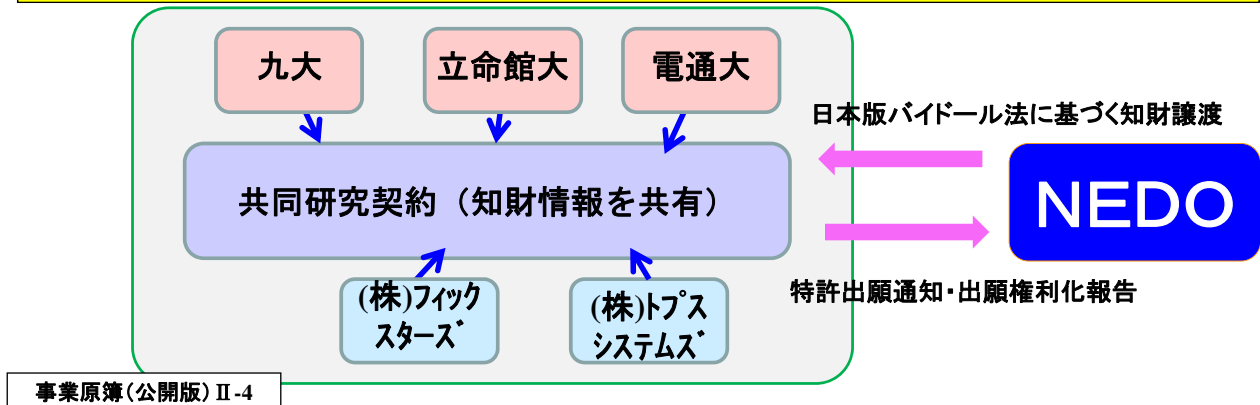 九大
立命館大
電通大
日本版バイドール法に基づく知財譲渡
共同研究契約（知財情報を共有）
NEDO
特許出願通知・出願権利化報告
(株)フィック
スターズ
(株)トプス
システムズ
事業原簿（公開版）Ⅱ-4